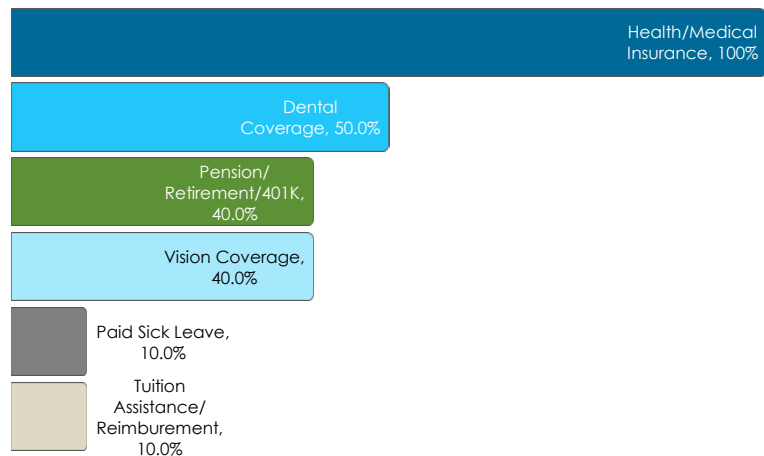 Health/Medical
Insurance, 100%
Dental
Coverage, 50.0%
Pension/
Retirement/401K,
40.0%
Vision Coverage,
40.0%
Paid Sick Leave,
10.0%
Tuition
Assistance/
Reimburement,
10.0%